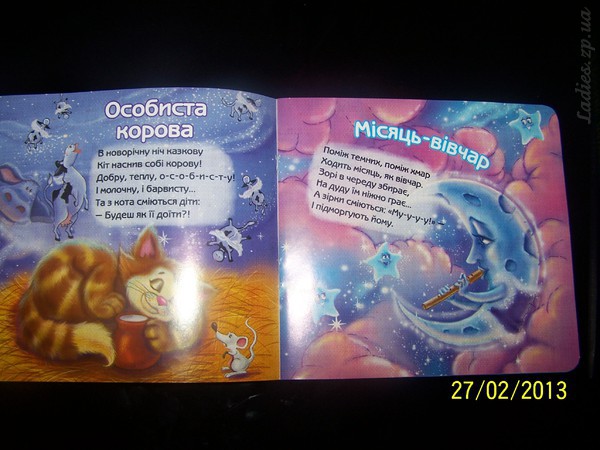 Особиста
корова
В новорічну ніч казкову
Кіт наснив собі корову!
Добру, теплу, о-с-о-б-и-с-т-у!
І молочну, і барвисту...
Та з кота сміються діти:
– Будеш як її доїти?!
Місяць-вівчар
Поміж темних, поміж хмар
Ходить місяць, як вівчар.
Зорі в череду збирає,
На дуду їм ніжно грає...
А зірки сміються: «Му-у-у-у!» –
І підморгують йому.
27/02/2013
Ladies.zp.ua